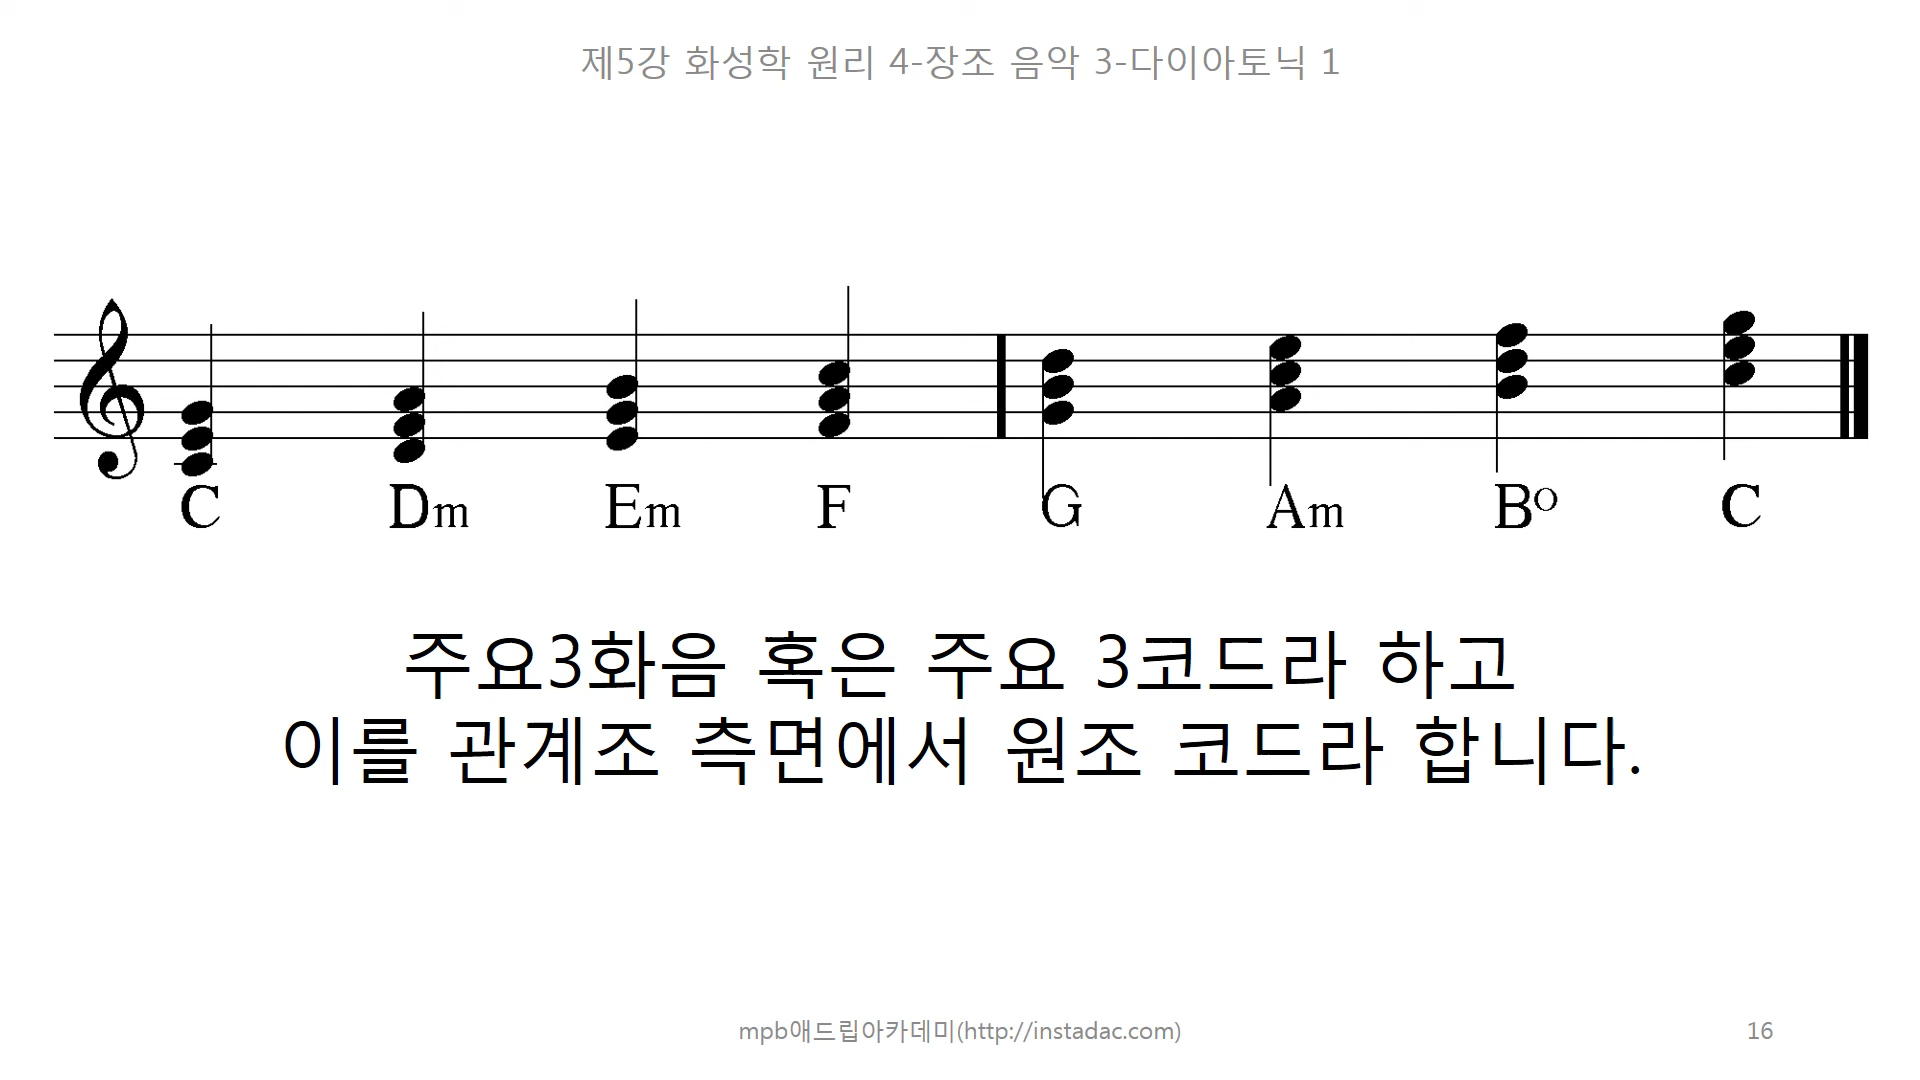 제5강 화성학 원리 4-장조 음악 3-다이아토닉 1
C Dm Em F G Am Bo C
주요3화음 혹은 주요 3코드라 하고
이를 관계조 측면에서 원조 코드라 합니다.
mpb애드립아카데미(http://instadac.com) 16